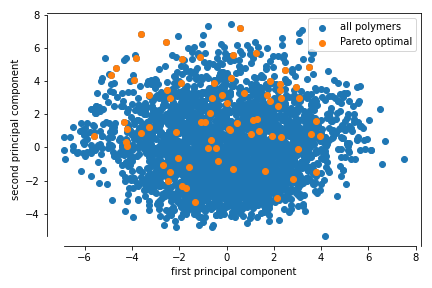 8
6
4
2
0
−2
−4
second principal component
all polymers
Pareto optimal
−6 −4 −2 0 2 4 6 8
first principal component